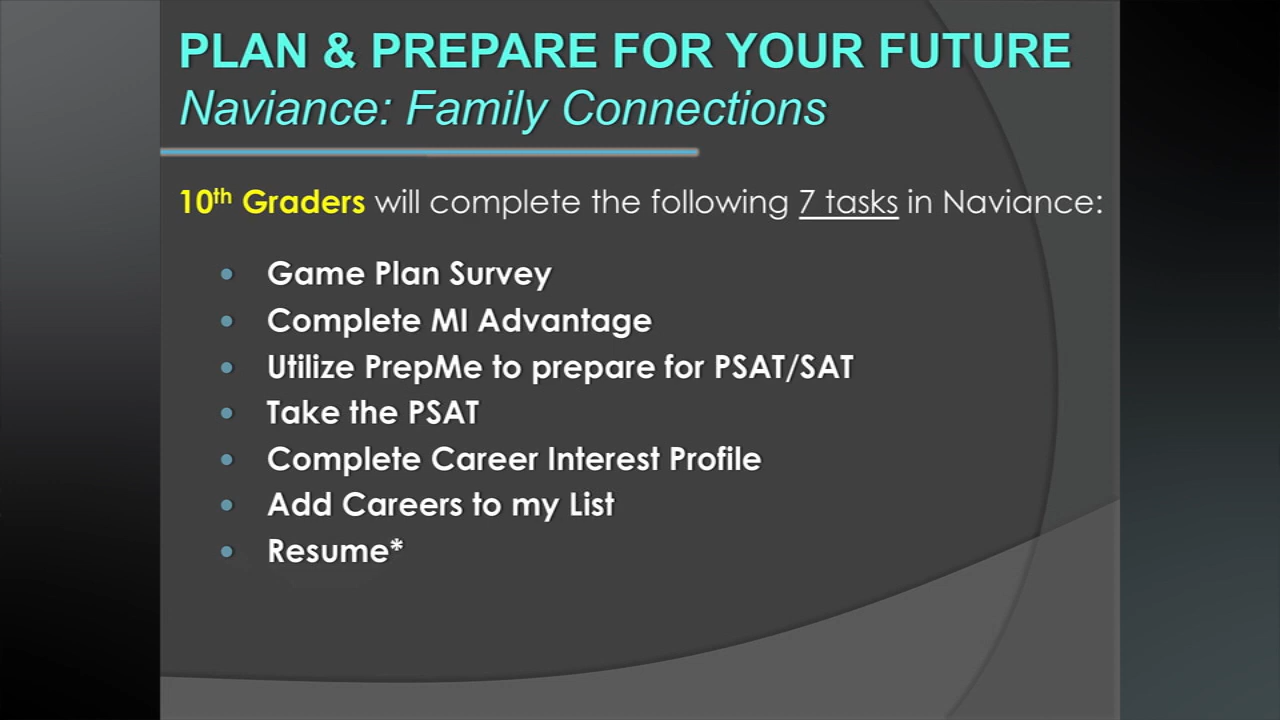 PLAN & PREPARE FOR YOUR FUTURE
Naviance: Family Connections
10th Graders will complete the following 7 tasks in Naviance:
• Game Plan Survey
• Complete MI Advantage
• Utilize PrepMe to prepare for PSAT/SAT
• Take the PSAT
• Complete Career Interest Profile
• Add Careers to my List
• Resume*